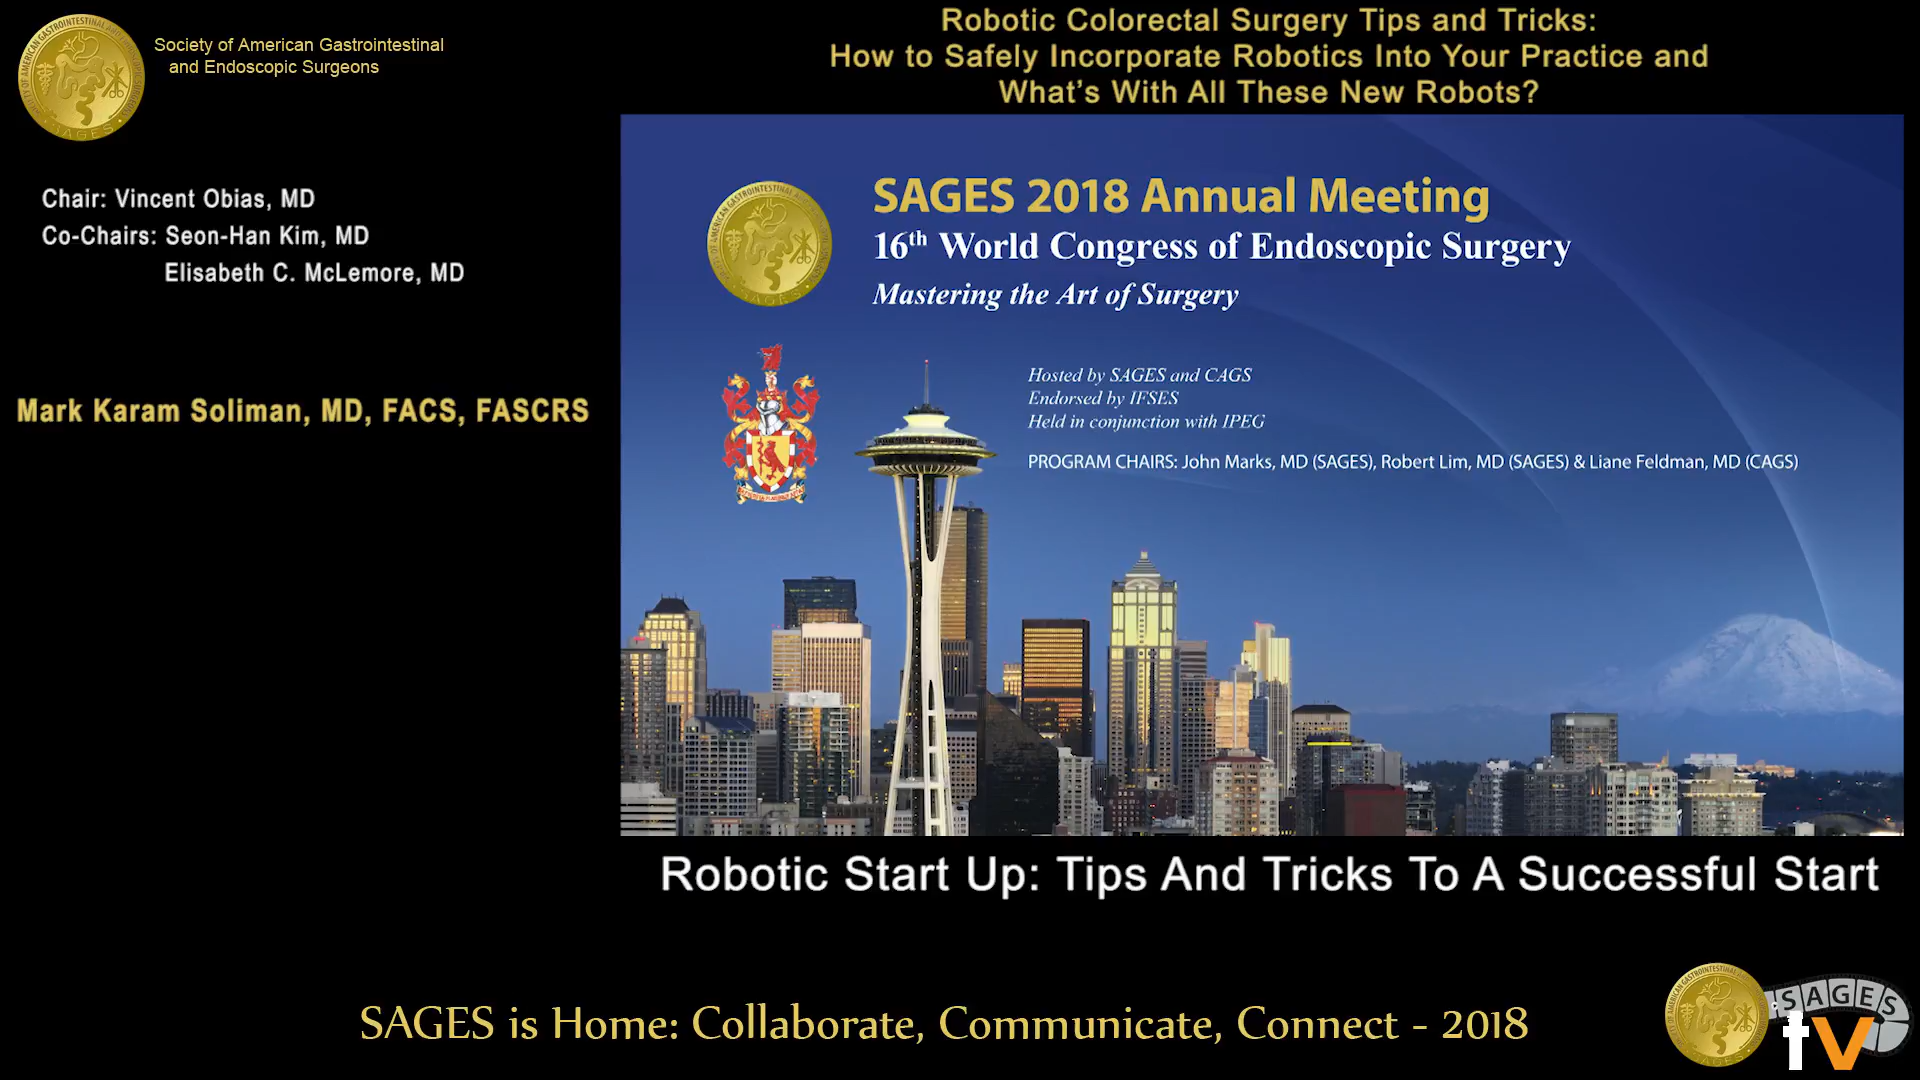 Society of American Gastrointestinal
and Endoscopic Surgeons
Robotic Colorectal Surgery Tips and Tricks:
How to Safely Incorporate Robotics Into Your Practice and
What's With All These New Robots?
Chair: Vincent Obias, MD
Co-Chairs: Seon-Han Kim, MD
Elisabeth C. McLemore, MD
Mark Karam Soliman, MD, FACS, FASCRS
SAGES 2018 Annual Meeting
16th World Congress of Endoscopic Surgery
Mastering the Art of Surgery
Hosted by SAGES and CAGS
Endorsed by IFSES
Held in conjunction with IPEG
PROGRAM CHAIRS: John Marks, MD (SAGES), Robert Lim, MD (SAGES) & Liane Feldman, MD (CAGS)
Robotic Start Up: Tips And Tricks To A Successful Start
SAGES is Home: Collaborate, Communicate, Connect - 2018
SAGES
tv